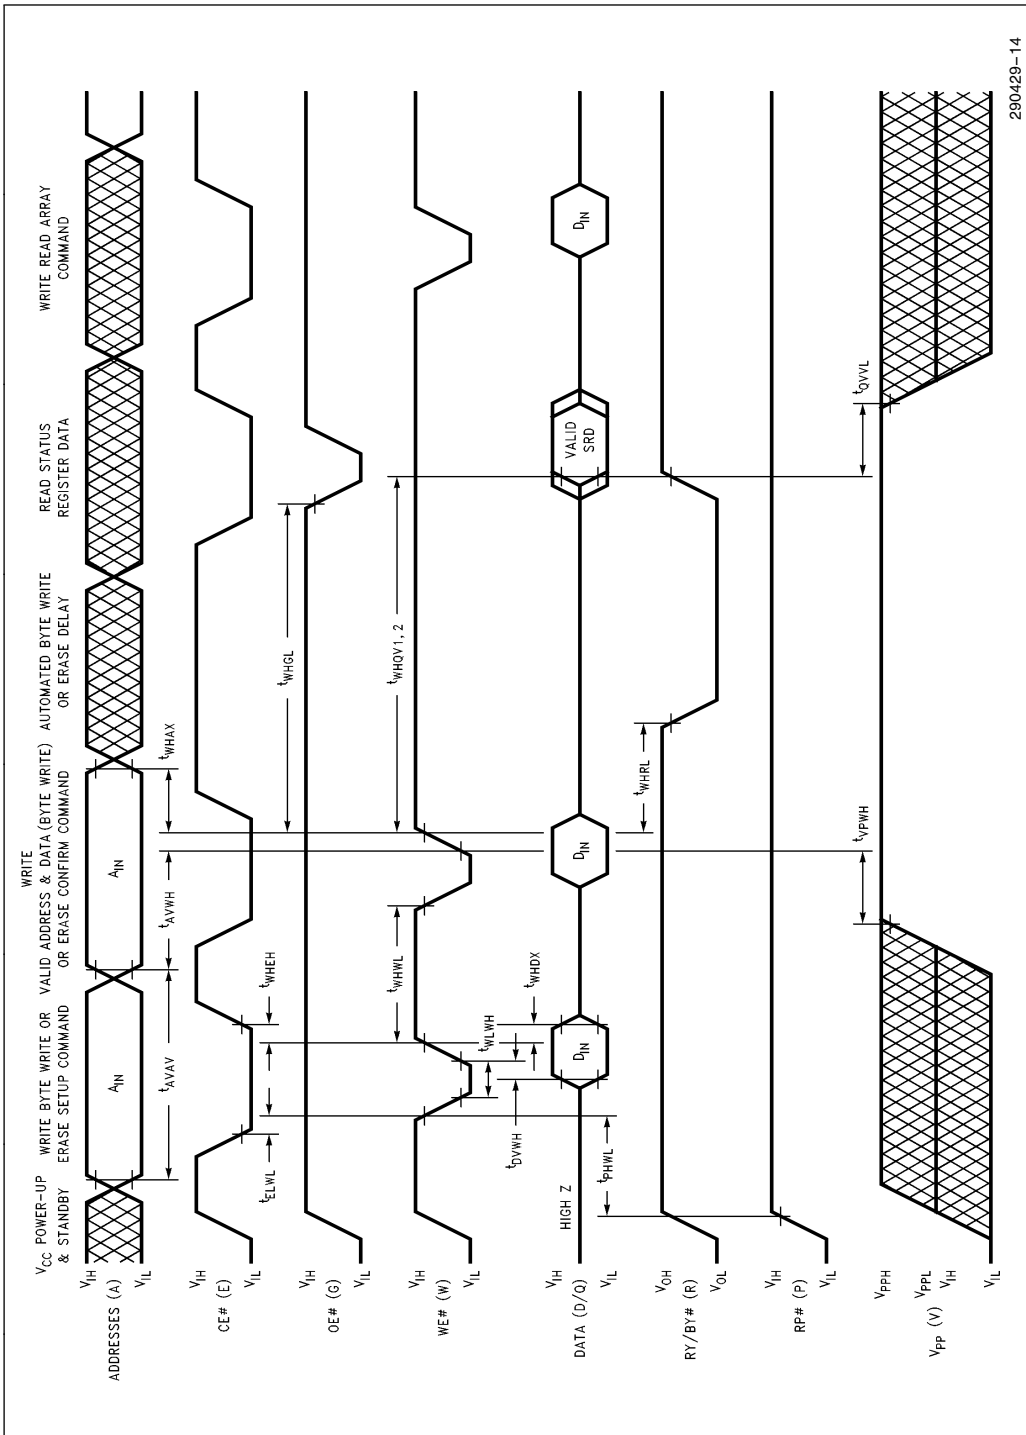 V_CC POWER-UP
& STANDBY
WRITE BYTE WRITE OR
ERASE SETUP COMMAND
WRITE
VALID ADDRESS & DATA (BYTE WRITE)
OR ERASE CONFIRM COMMAND
AUTOMATED BYTE WRITE
OR ERASE DELAY
READ STATUS
REGISTER DATA
WRITE READ ARRAY
COMMAND
V_IH
ADDRESSES (A)
V_IL
A_IN
A_IN
t_AVAV
t_AVWH
t_WHAX
V_IH
CE# (E)
V_IL
t_ELWL
t_WHEH
t_WHGL
V_IH
OE# (G)
V_IL
t_WHWL
t_WHQV1, 2
V_IH
WE# (W)
V_IL
t_WLWH
t_DVWH
t_WHDX
V_IH
DATA (D/Q)
V_IL
HIGH Z
D_IN
D_IN
VALID
SRD
D_IN
t_PHWL
t_WHRL
V_OH
RY/BY# (R)
V_OL
V_IH
RP# (P)
V_IL
t_VPWH
t_QVVL
V_PPH
V_PPL
V_PP (V)
V_IH
V_IL
290429-14